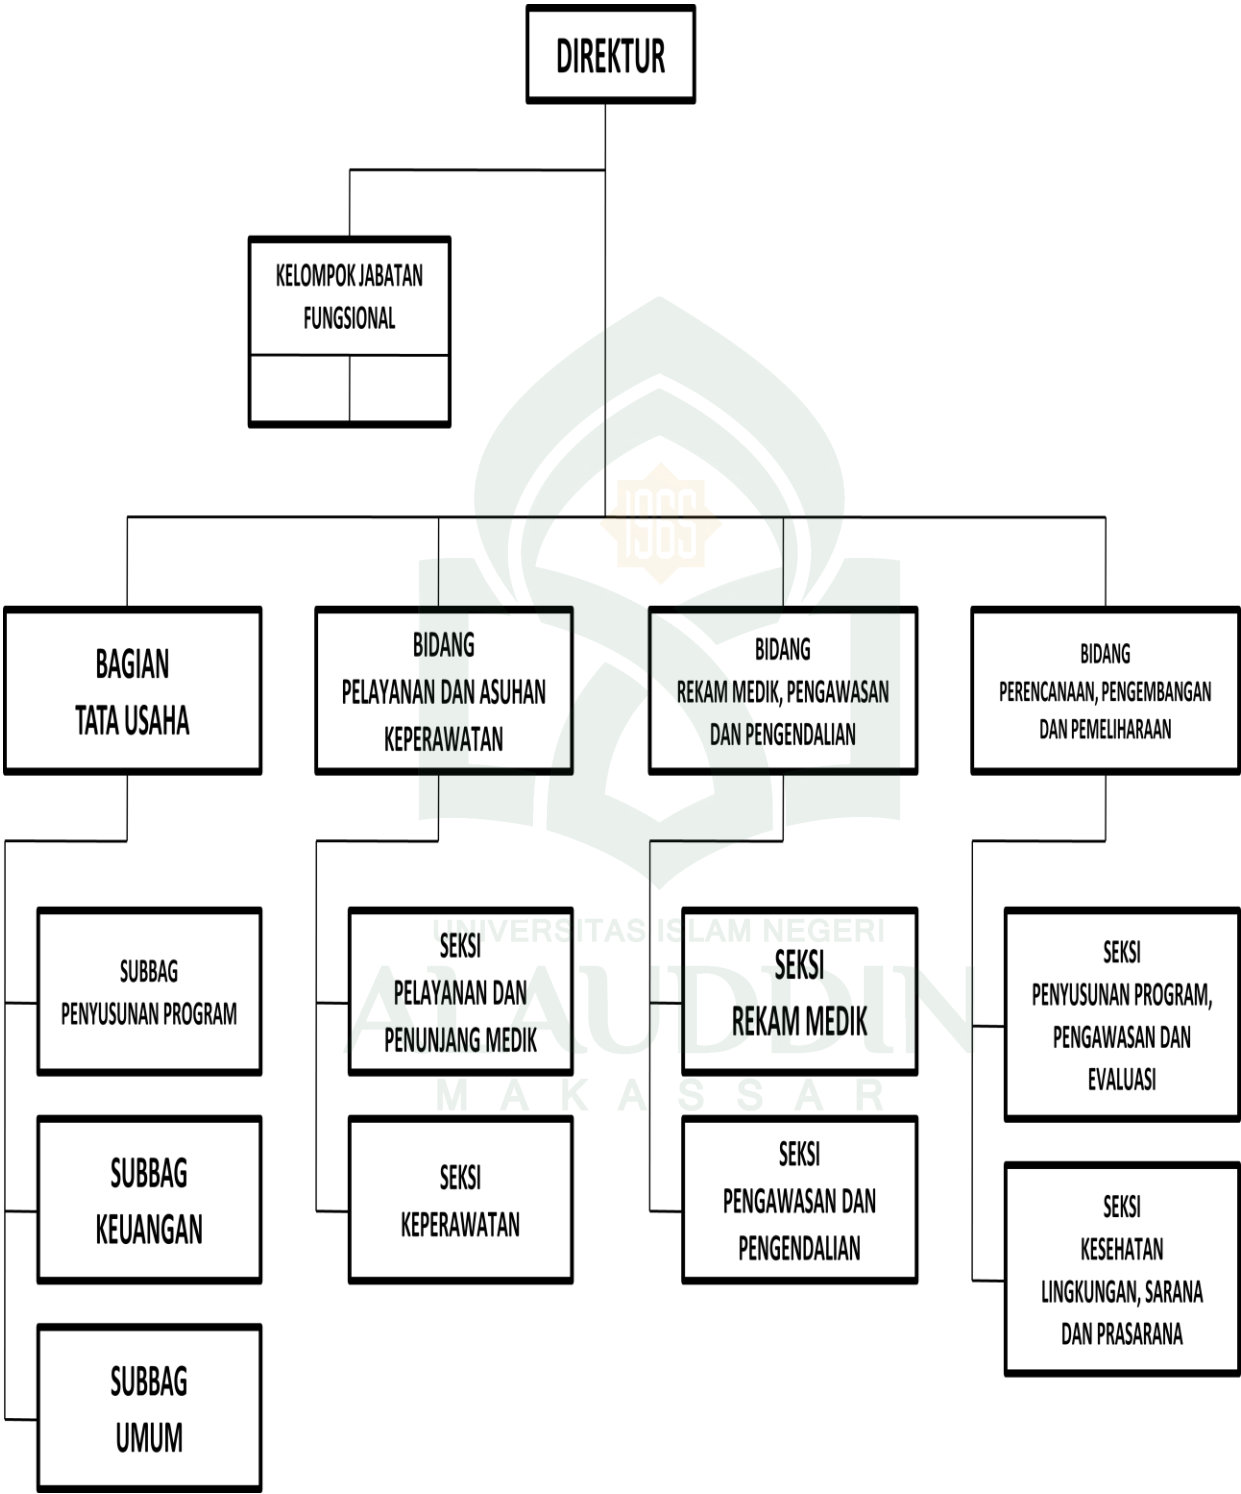 DIREKTUR
KELOMPOK JABATAN
FUNGSIONAL
1965
BAGIAN
TATA USAHA
BIDANG
PELAYANAN DAN ASUHAN
KEPERAWATAN
BIDANG
REKAM MEDIK, PENGAWASAN
DAN PENGENDALIAN
BIDANG
PERENCANAAN, PENGEMBANGAN
DAN PEMELIHARAAN
SUBBAG
PENYUSUNAN PROGRAM
SUBBAG
KEUANGAN
SUBBAG
UMUM
SEKSI
PELAYANAN DAN
PENUNJANG MEDIK
SEKSI
KEPERAWATAN
SEKSI
REKAM MEDIK
SEKSI
PENGAWASAN DAN
PENGENDALIAN
SEKSI
PENYUSUNAN PROGRAM,
PENGAWASAN DAN
EVALUASI
SEKSI
KESEHATAN
LINGKUNGAN, SARANA
DAN PRASARANA
UNIVERSITAS ISLAM NEGERI
ALAUDDIN
MAKASSAR